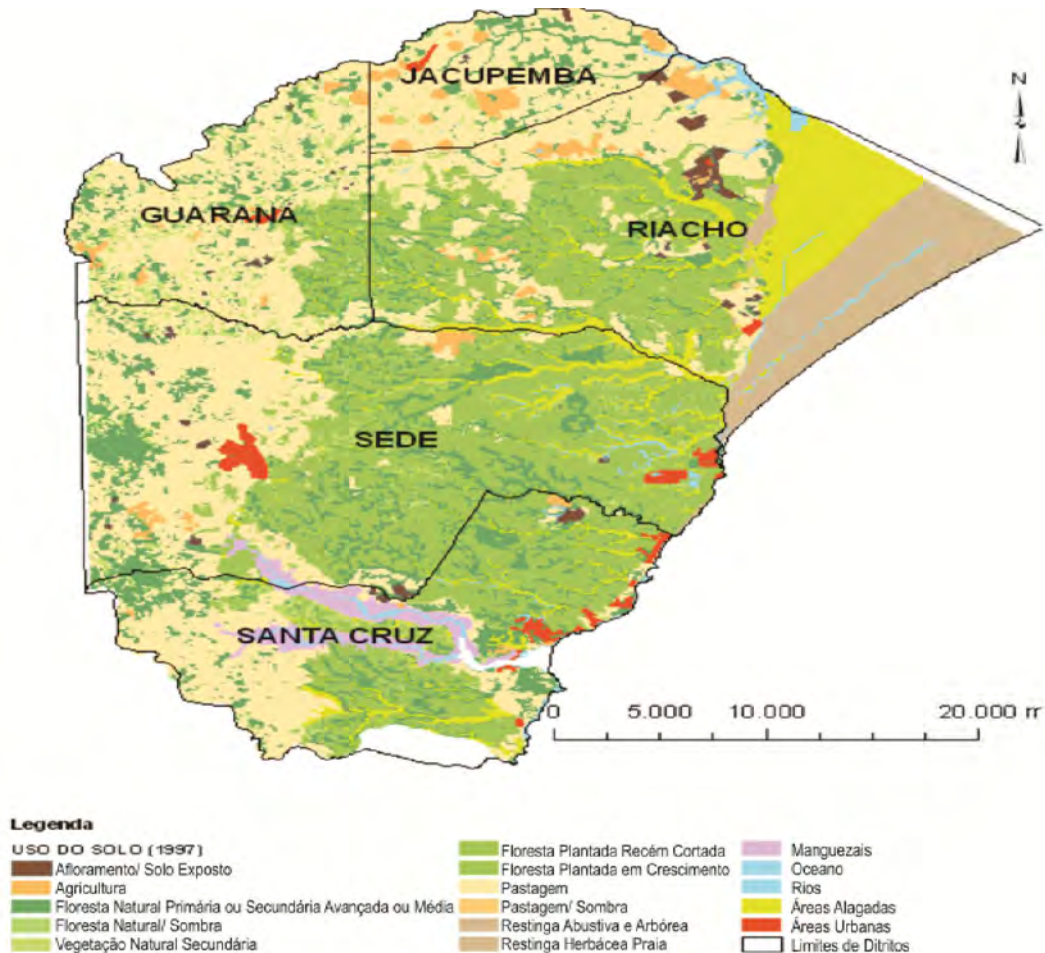 JACUPEMBA
N
GUARANA
RIACHO
SEDE
SANTA CRUZ
0 5.000 10.000 20.000 rr
Legenda
USO DO SOLO (1997)
Afloramento/ Solo Exposto
Agricultura
Floresta Natural Primária ou Secundária Avançada ou Média
Floresta Natural/ Sombra
Vegetação Natural Secundária
Floresta Plantada Recém Cortada
Floresta Plantada em Crescimento
Pastagem
Pastagem/ Sombra
Restinga Abustiva e Arbórea
Restinga Herbácea Praia
Manguezais
Oceano
Rios
Áreas Alagadas
Áreas Urbanas
Limites de Ditritos